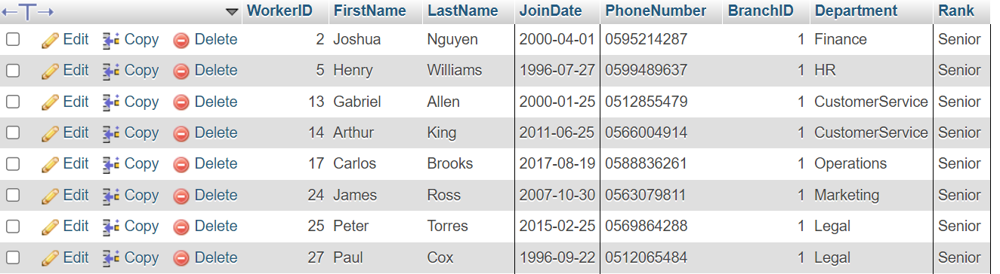 WorkerID FirstName LastName JoinDate PhoneNumber BranchID Department Rank
Edit Copy Delete 2 Joshua Nguyen 2000-04-01 0595214287 1 Finance Senior
Edit Copy Delete 5 Henry Williams 1996-07-27 0599489637 1 HR Senior
Edit Copy Delete 13 Gabriel Allen 2000-01-25 0512855479 1 CustomerService Senior
Edit Copy Delete 14 Arthur King 2011-06-25 0566004914 1 CustomerService Senior
Edit Copy Delete 17 Carlos Brooks 2017-08-19 0588836261 1 Operations Senior
Edit Copy Delete 24 James Ross 2007-10-30 0563079811 1 Marketing Senior
Edit Copy Delete 25 Peter Torres 2015-02-25 0569864288 1 Legal Senior
Edit Copy Delete 27 Paul Cox 1996-09-22 0512065484 1 Legal Senior